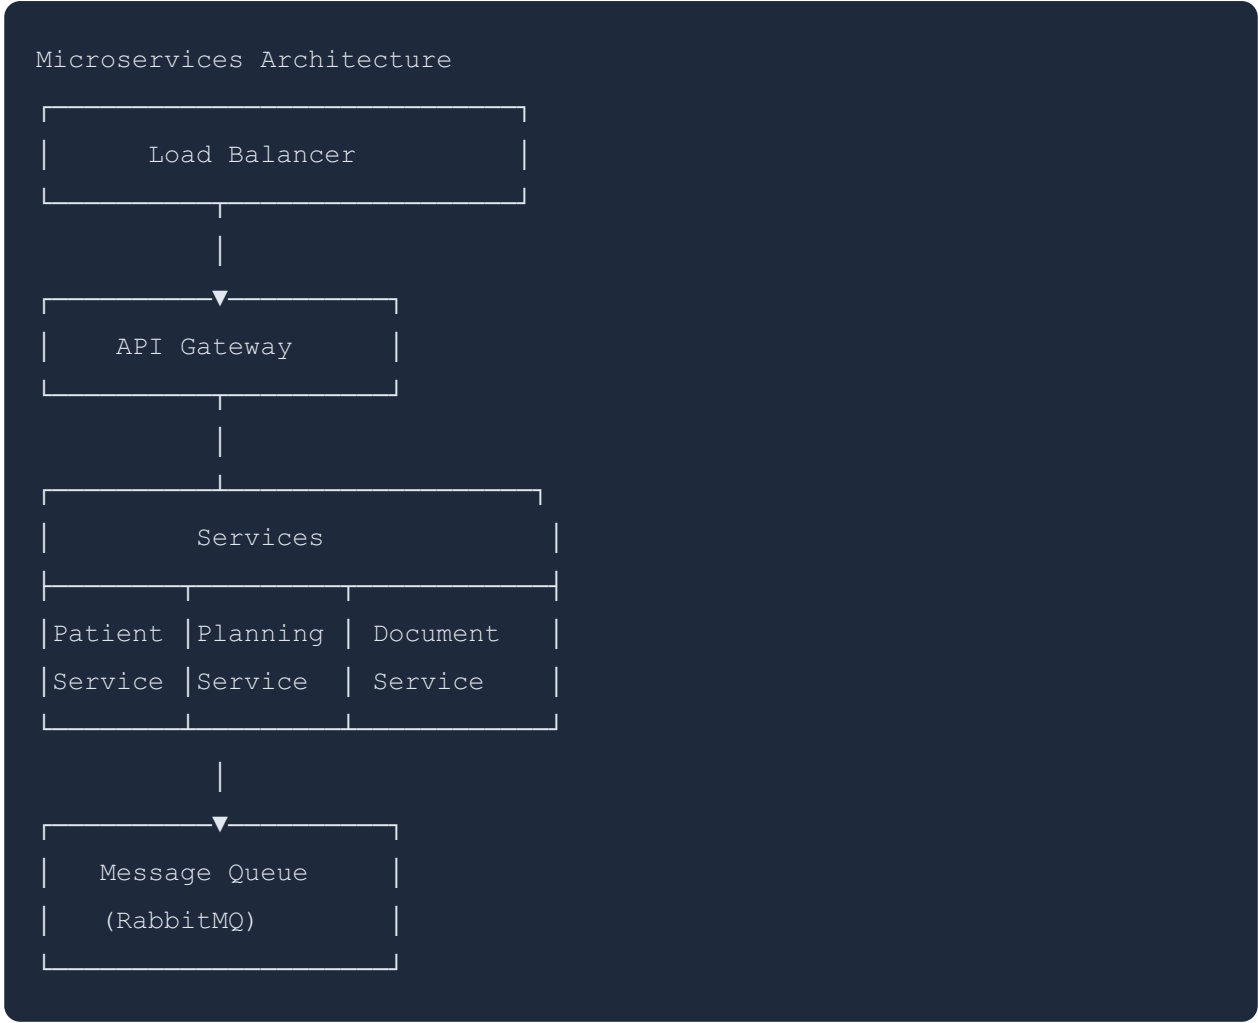 Microservices Architecture
Load Balancer
API Gateway
Services
Patient Planning Document
Service Service Service
Message Queue
(RabbitMQ)